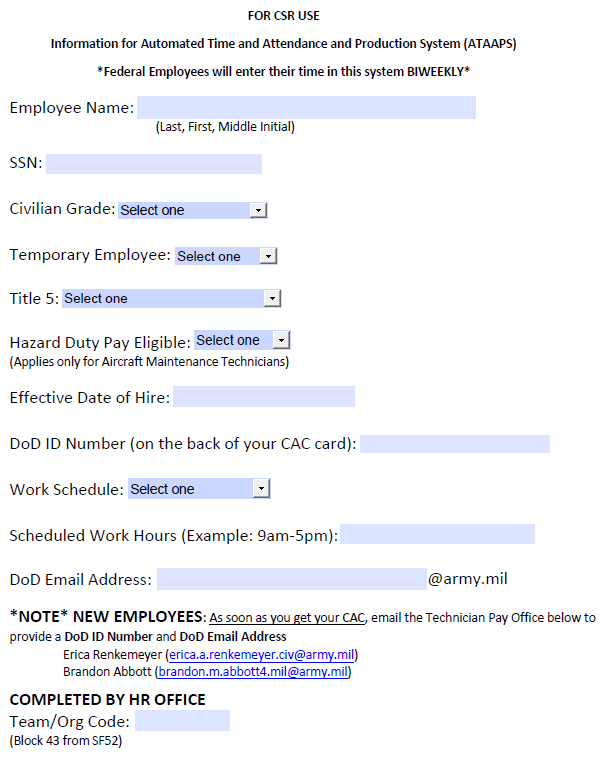 FOR CSR USE
Information for Automated Time and Attendance and Production System (ATAAPS)
*Federal Employees will enter their time in this system BIWEEKLY*
Employee Name:
(Last, First, Middle Initial)
SSN:
Civilian Grade: Select one
Temporary Employee: Select one
Title 5: Select one
Hazard Duty Pay Eligible: Select one
(Applies only for Aircraft Maintenance Technicians)
Effective Date of Hire:
DoD ID Number (on the back of your CAC card):
Work Schedule: Select one
Scheduled Work Hours (Example: 9am-5pm):
DoD Email Address: @army.mil
*NOTE* NEW EMPLOYEES: As soon as you get your CAC, email the Technician Pay Office below to
provide a DoD ID Number and DoD Email Address
Erica Renkemeyer (erica.a.renkemeyer.civ@army.mil)
Brandon Abbott (brandon.m.abbott4.mil@army.mil)
COMPLETED BY HR OFFICE
Team/Org Code:
(Block 43 from SF52)